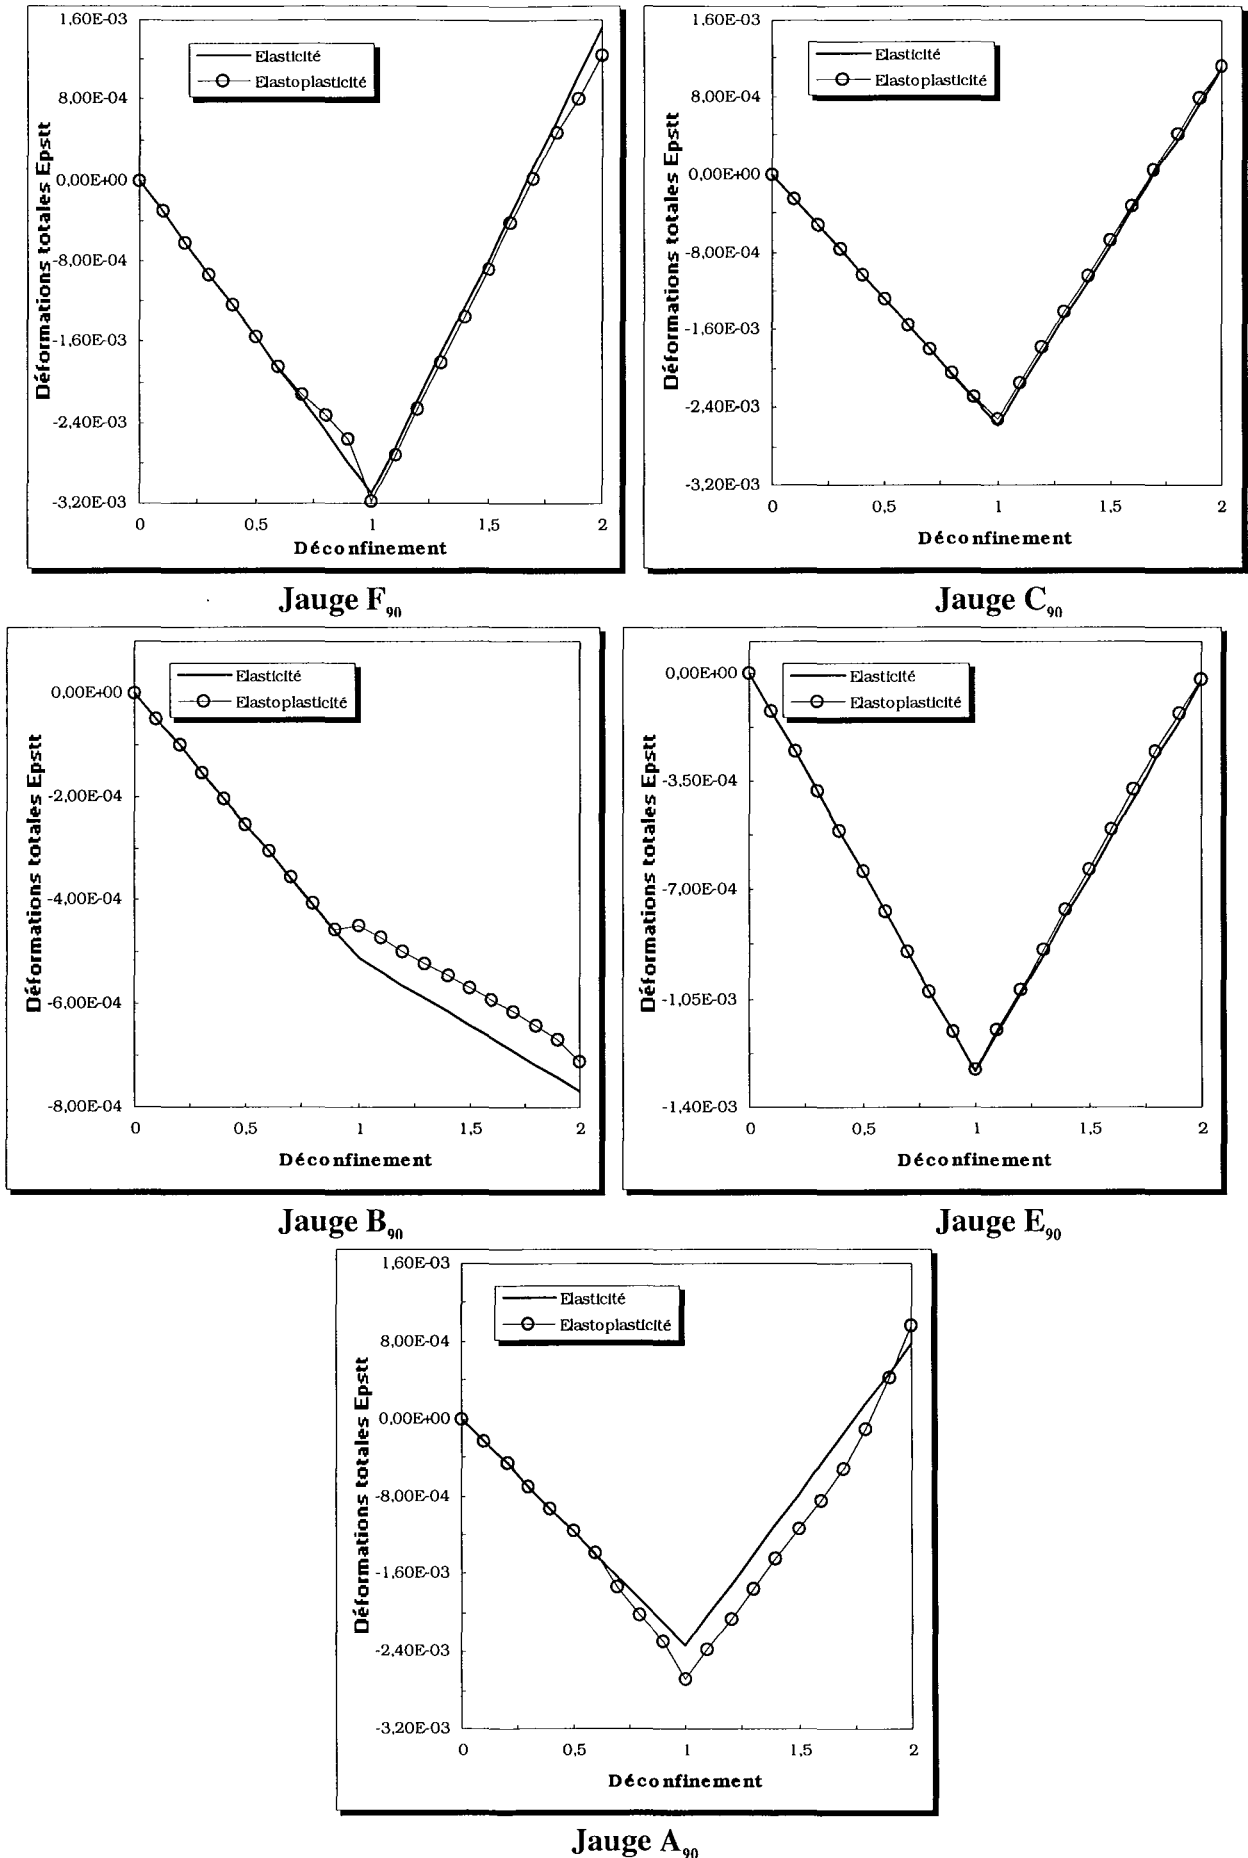 1,60E-03
8,00E-04
0,00E+00
-8,00E-04
-1,60E-03
-2,40E-03
-3,20E-03
Déformations totales Epstt
Elasticité
Elastoplasticité
0 0,5 1 1,5 2
Déconfinement
Jauge F90
1,60E-03
8,00E-04
0,00E+00
-8,00E-04
-1,60E-03
-2,40E-03
-3,20E-03
Déformations totales Epstt
Elasticité
Elastoplasticité
0 0,5 1 1,5 2
Déconfinement
Jauge C90
0,00E+00
-2,00E-04
-4,00E-04
-6,00E-04
-8,00E-04
Déformations totales Epstt
Elasticité
Elastoplasticité
0 0,5 1 1,5 2
Déconfinement
Jauge B90
0,00E+00
-3,50E-04
-7,00E-04
-1,05E-03
-1,40E-03
Déformations totales Epstt
Elasticité
Elastoplasticité
0 0,5 1 1,5 2
Déconfinement
Jauge E90
1,60E-03
8,00E-04
0,00E+00
-8,00E-04
-1,60E-03
-2,40E-03
-3,20E-03
Déformations totales Epstt
Elasticité
Elastoplasticité
0 0,5 1 1,5 2
Déconfinement
Jauge A90